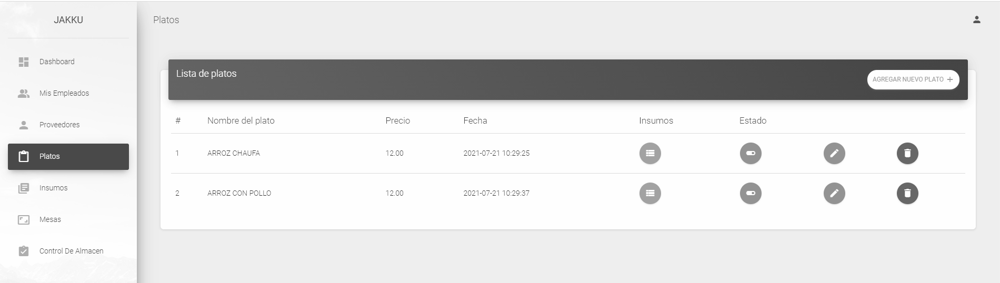 JAKKU
Platos
Dashboard
Mis Empleados
Proveedores
Platos
Insumos
Mesas
Control De Almacen
Lista de platos
AGREGAR NUEVO PLATO +
# Nombre del plato Precio Fecha Insumos Estado
1 ARROZ CHAUFA 12.00 2021-07-21 10:29:25
2 ARROZ CON POLLO 12.00 2021-07-21 10:29:37